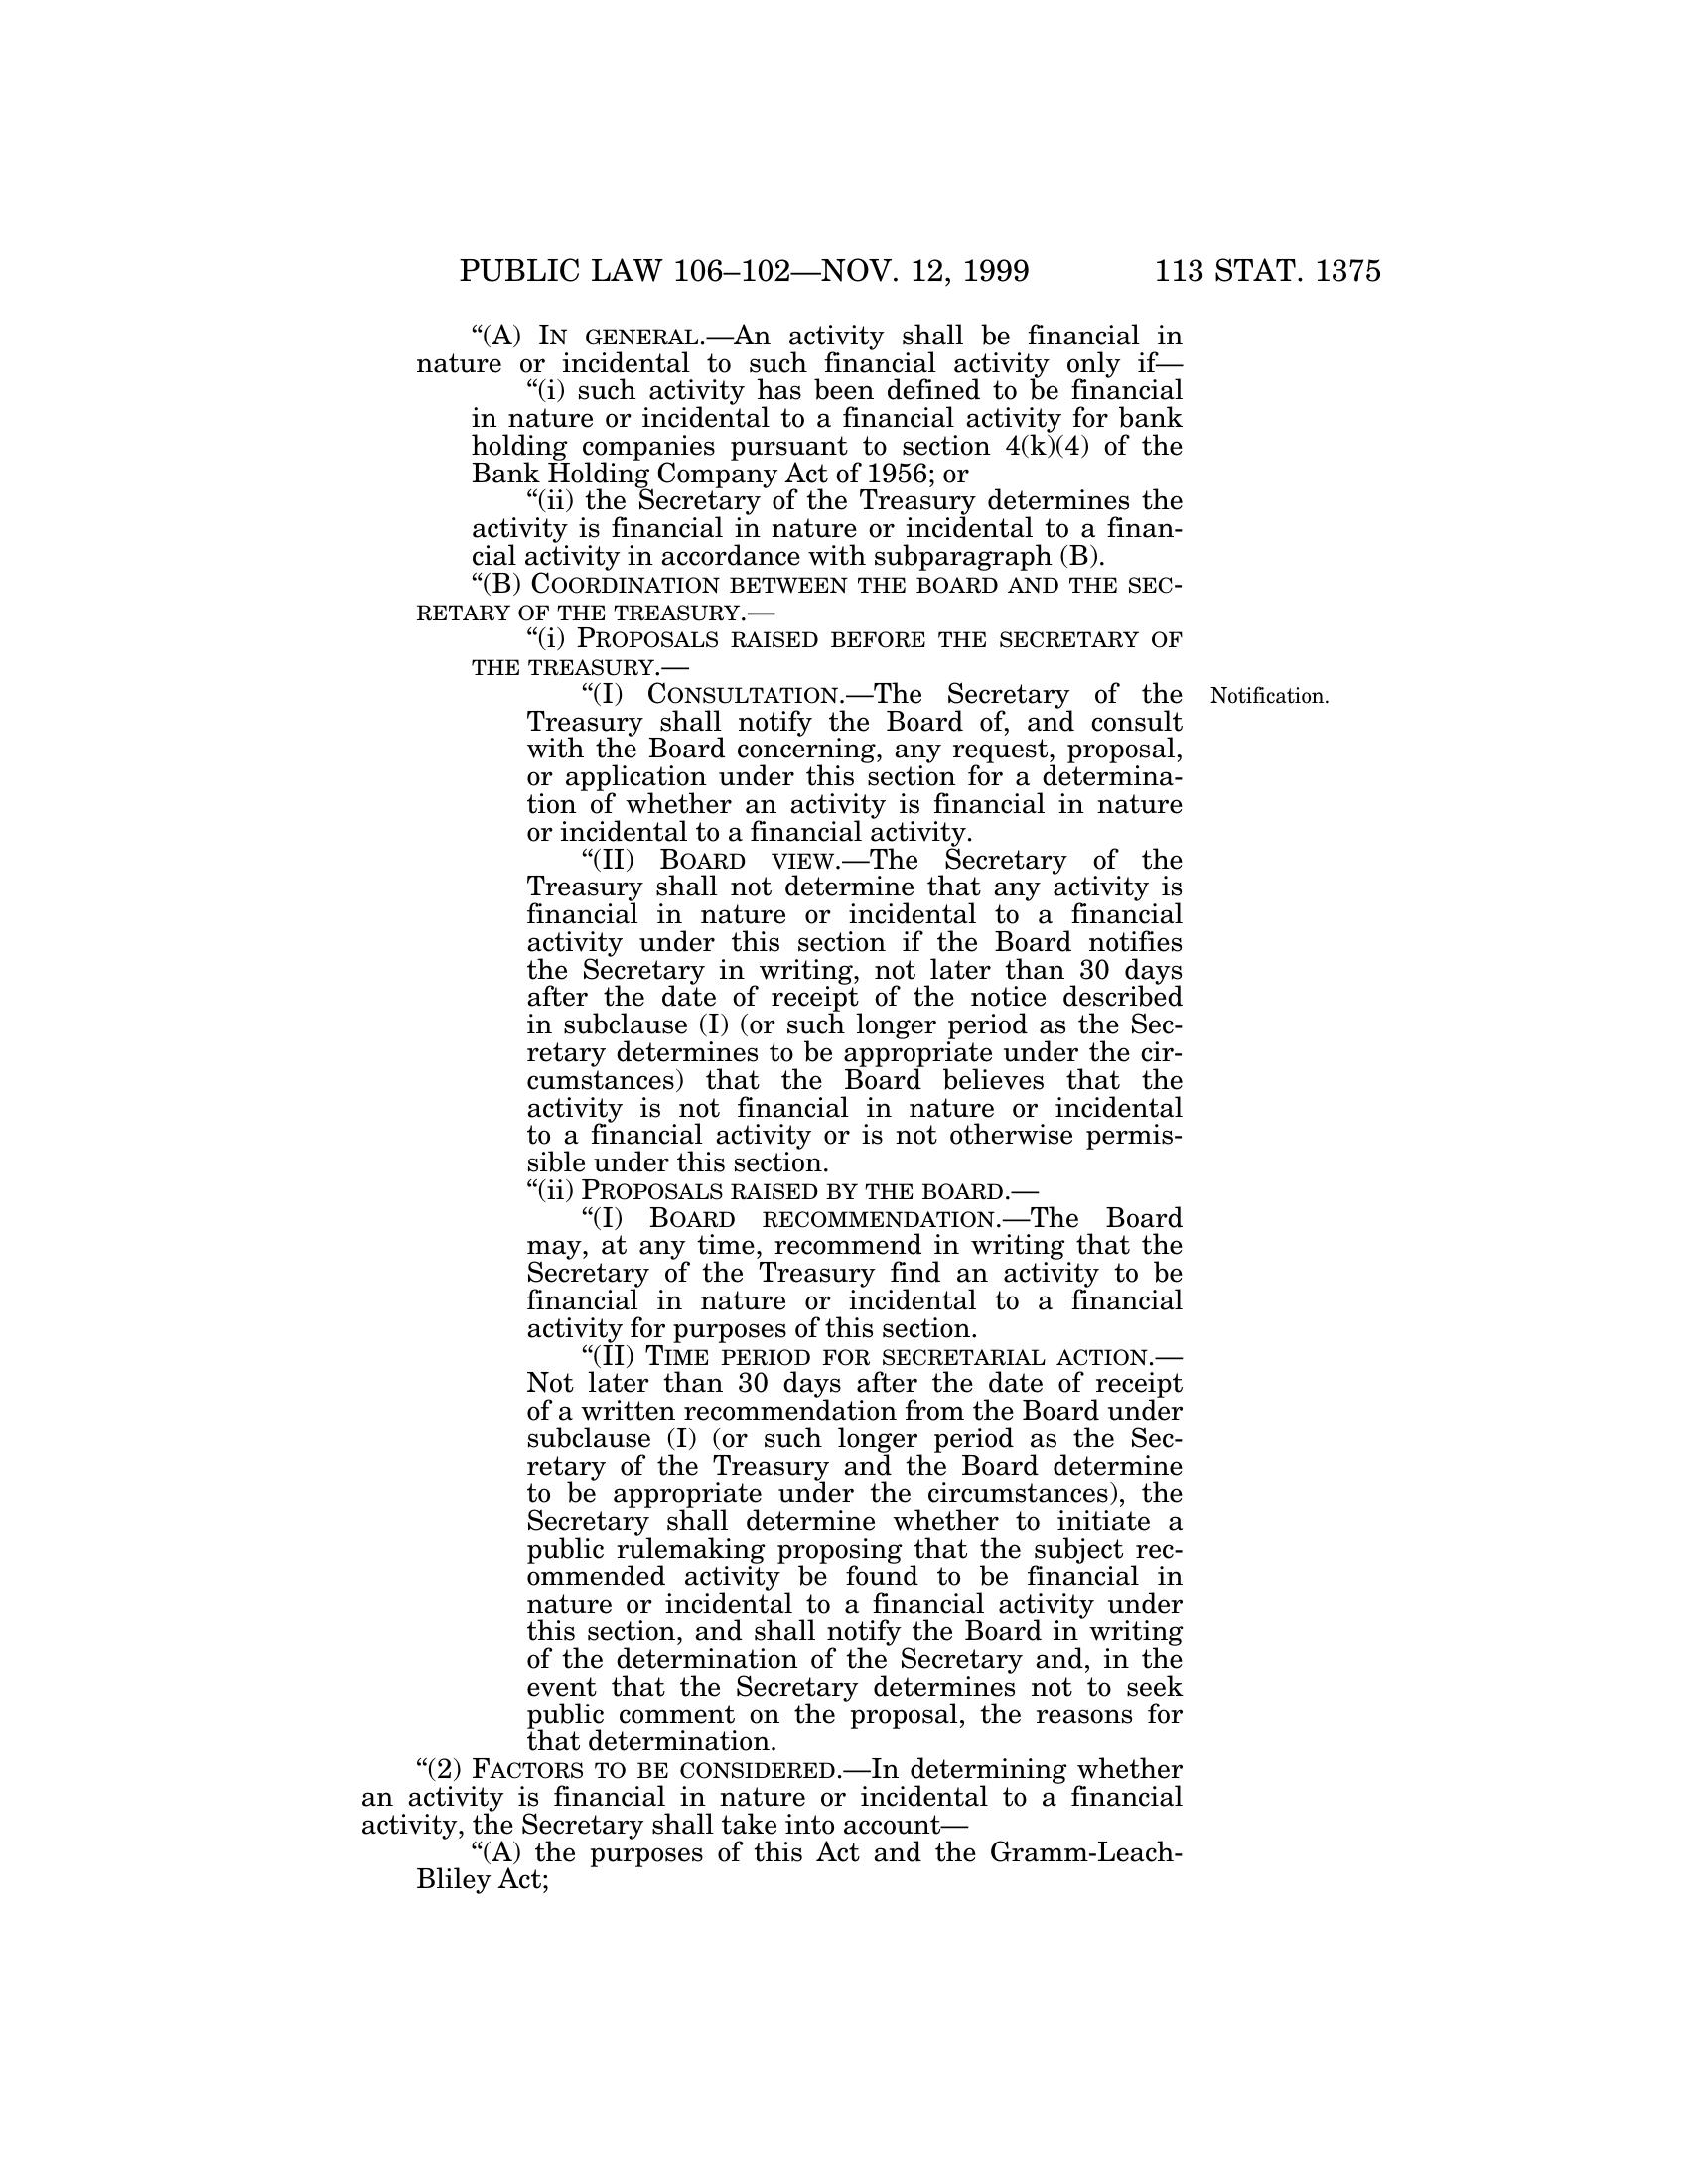 PUBLIC LAW 106–102—NOV. 12, 1999 113 STAT. 1375
“(A) IN GENERAL.—An activity shall be financial in
nature or incidental to such financial activity only if—
“(i) such activity has been defined to be financial
in nature or incidental to a financial activity for bank
holding companies pursuant to section 4(k)(4) of the
Bank Holding Company Act of 1956; or
“(ii) the Secretary of the Treasury determines the
activity is financial in nature or incidental to a finan-
cial activity in accordance with subparagraph (B).
“(B) COORDINATION BETWEEN THE BOARD AND THE SEC-
RETARY OF THE TREASURY.—
“(i) PROPOSALS RAISED BEFORE THE SECRETARY OF
THE TREASURY.—
“(I) CONSULTATION.—The Secretary of the Notification.
Treasury shall notify the Board of, and consult
with the Board concerning, any request, proposal,
or application under this section for a determina-
tion of whether an activity is financial in nature
or incidental to a financial activity.
“(II) BOARD VIEW.—The Secretary of the
Treasury shall not determine that any activity is
financial in nature or incidental to a financial
activity under this section if the Board notifies
the Secretary in writing, not later than 30 days
after the date of receipt of the notice described
in subclause (I) (or such longer period as the Sec-
retary determines to be appropriate under the cir-
cumstances) that the Board believes that the
activity is not financial in nature or incidental
to a financial activity or is not otherwise permis-
sible under this section.
“(ii) PROPOSALS RAISED BY THE BOARD.—
“(I) BOARD RECOMMENDATION.—The Board
may, at any time, recommend in writing that the
Secretary of the Treasury find an activity to be
financial in nature or incidental to a financial
activity for purposes of this section.
“(II) TIME PERIOD FOR SECRETARIAL ACTION.—
Not later than 30 days after the date of receipt
of a written recommendation from the Board under
subclause (I) (or such longer period as the Sec-
retary of the Treasury and the Board determine
to be appropriate under the circumstances), the
Secretary shall determine whether to initiate a
public rulemaking proposing that the subject rec-
ommended activity be found to be financial in
nature or incidental to a financial activity under
this section, and shall notify the Board in writing
of the determination of the Secretary and, in the
event that the Secretary determines not to seek
public comment on the proposal, the reasons for
that determination.
“(2) FACTORS TO BE CONSIDERED.—In determining whether
an activity is financial in nature or incidental to a financial
activity, the Secretary shall take into account—
“(A) the purposes of this Act and the Gramm-Leach-
Bliley Act;